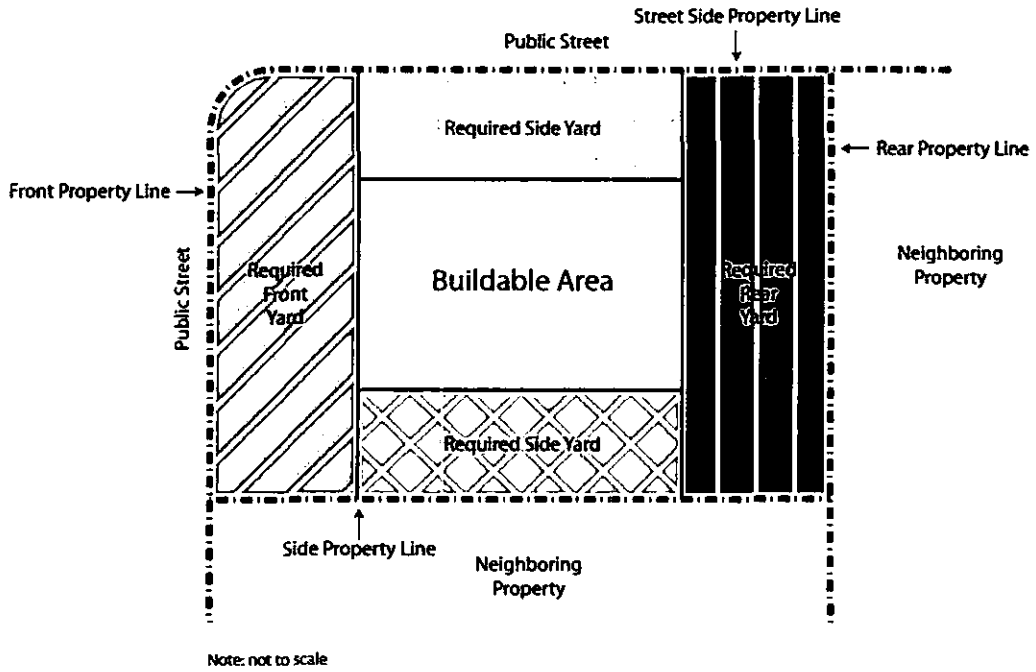 Street Side Property Line
Public Street
Required Side Yard
Rear Property Line
Front Property Line
Public Street
Required
Front
Yard
Buildable Area
Required
Rear
Yard
Neighboring
Property
Required Side Yard
Side Property Line
Neighboring
Property
Note: not to scale